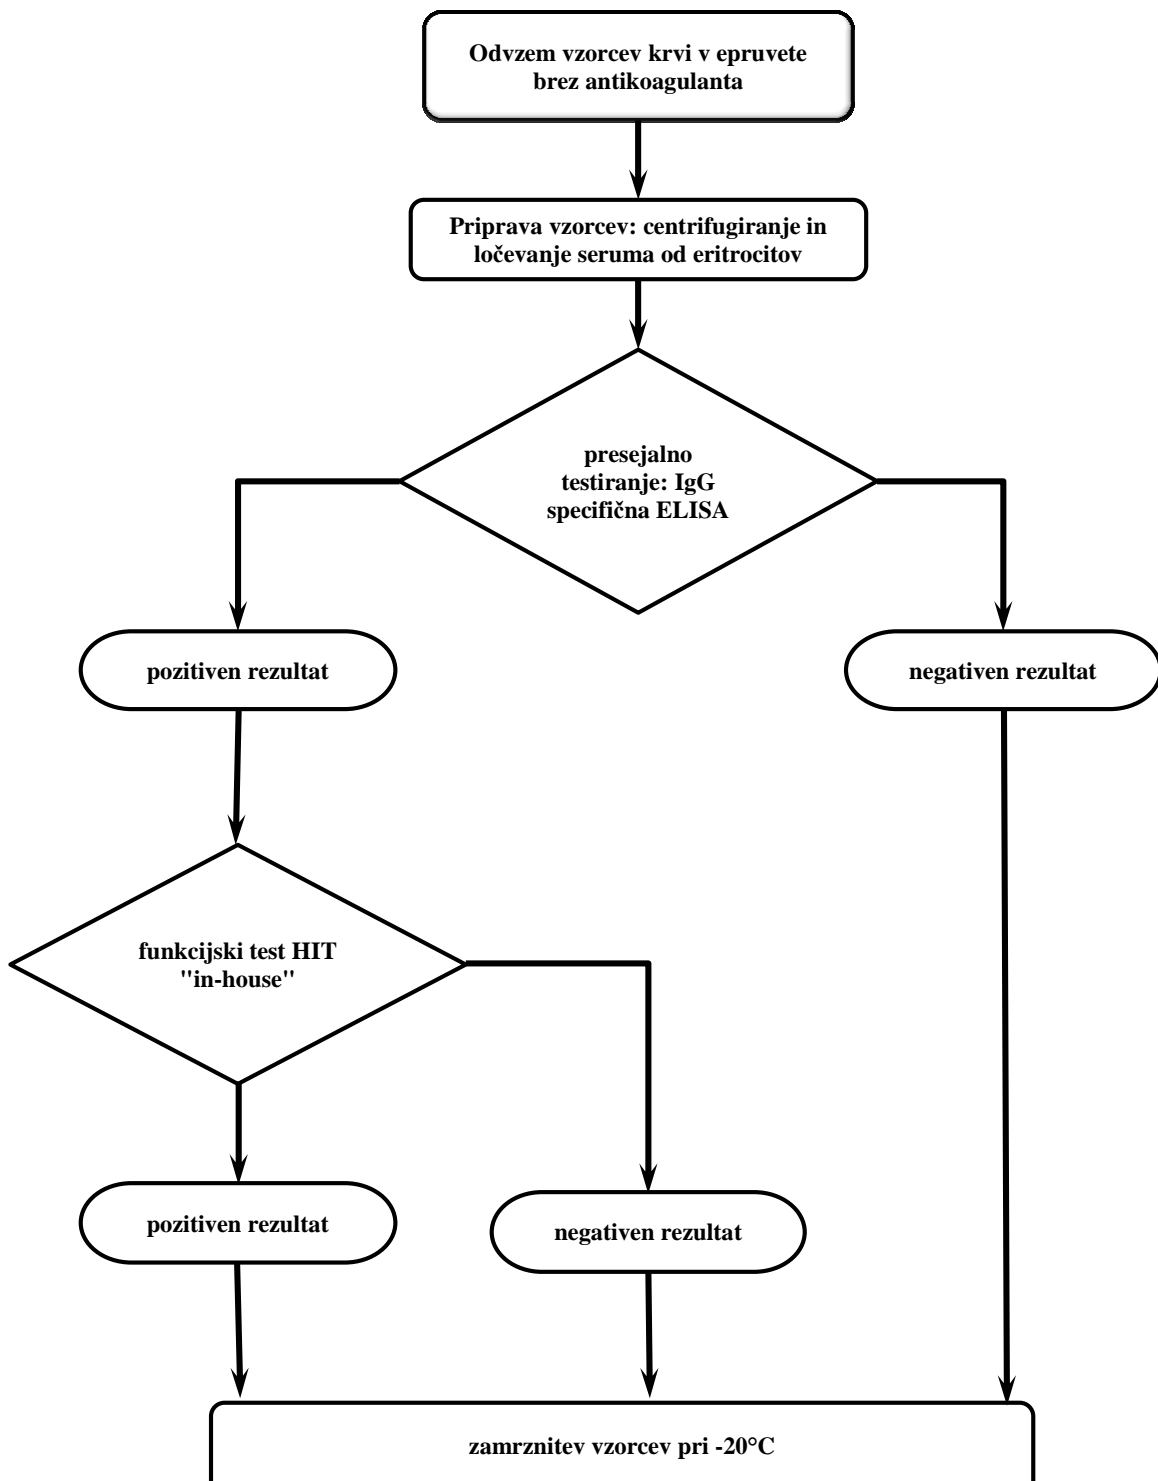 Odvzem vzorcev krvi v epruvete
brez antikoagulanta
Priprava vzorcev: centrifugiranje in
ločevanje seruma od eritrocitov
presejalno
testiranje: IgG
specifična ELISA
pozitiven rezultat
negativen rezultat
funkcijski test HIT
"in-house"
pozitiven rezultat
negativen rezultat
zamrznitev vzorcev pri -20°C